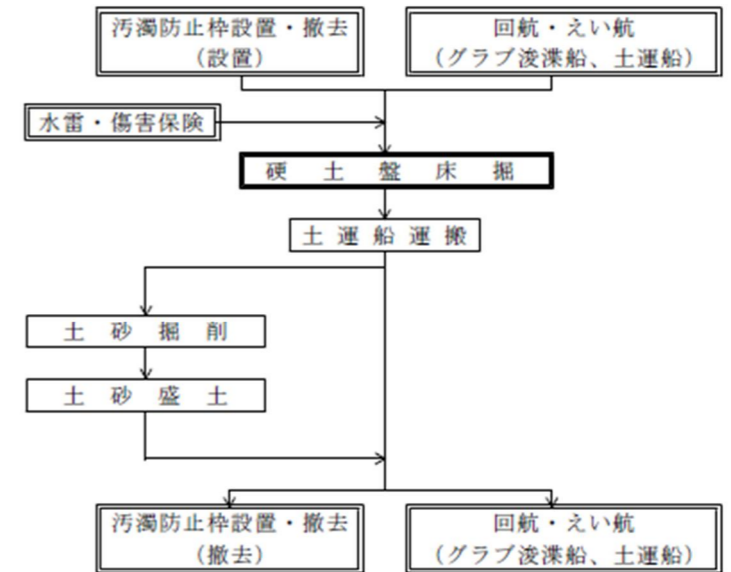 汚濁防止枠設置・撤去
(設置)
回航・えい航
(グラブ浚渫船、土運船)
水雷・傷害保険
硬土盤床掘
土運船運搬
土砂掘削
土砂盛土
汚濁防止枠設置・撤去
(撤去)
回航・えい航
(グラブ浚渫船、土運船)